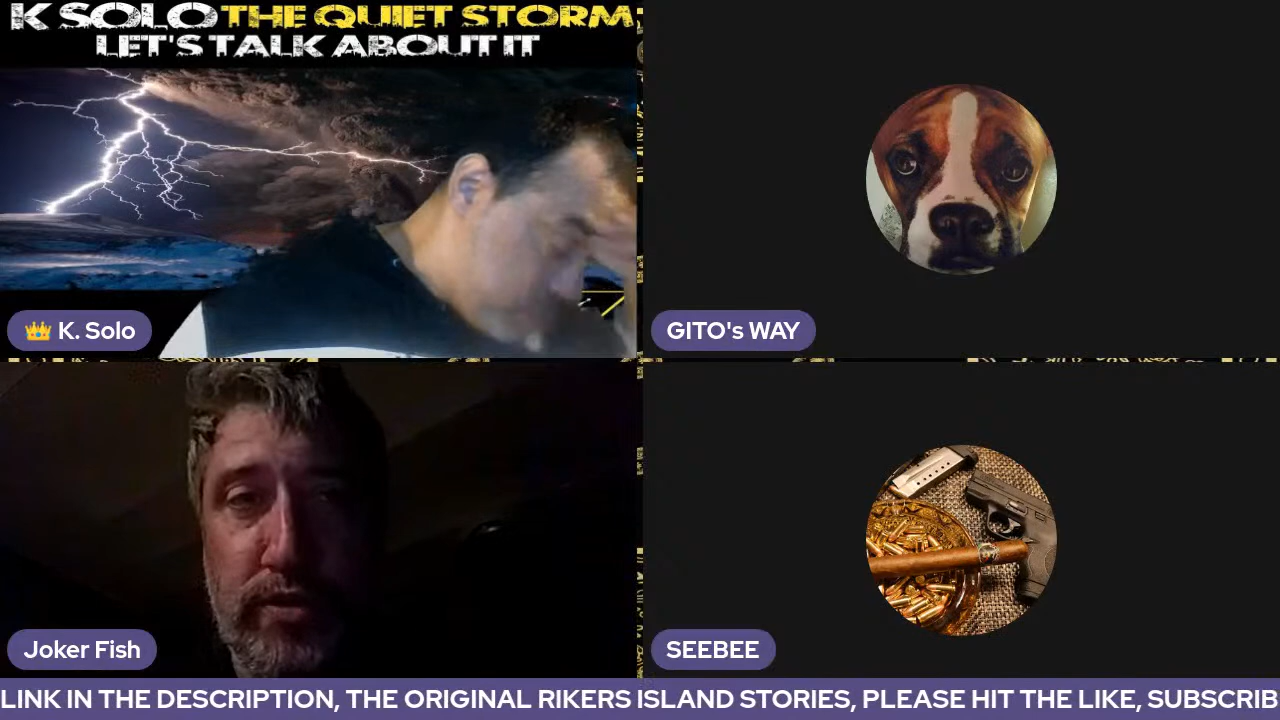 K SOLO THE QUIET STORM
LET'S TALK ABOUT IT
K. Solo
GITO's WAY
Joker Fish
SEEBEE
LINK IN THE DESCRIPTION, THE ORIGINAL RIKERS ISLAND STORIES, PLEASE HIT THE LIKE, SUBSCRIB